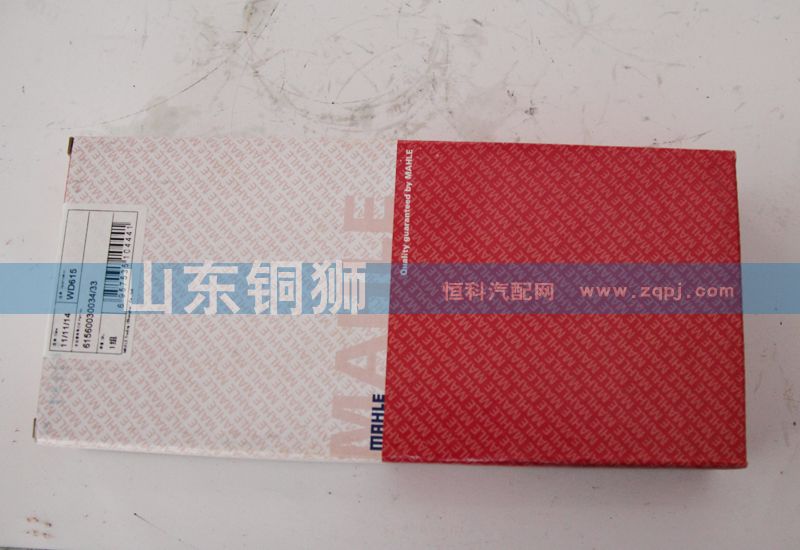 Quality guaranteed by MAHLE
MAHLE
MAHLE
WD615
11/11/14
61560030034/33
1组
山东铜狮
恒科汽配网 www.zqpj.com